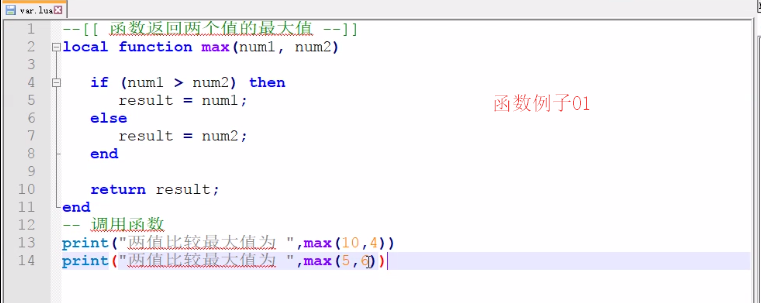 var.lua
1 --[[ 函数返回两个值的最大值 --]]
2 local function max(num1, num2)
3
4 if (num1 > num2) then
5 result = num1;
6 else
7 result = num2;
8 end
9
10 return result;
11 end
12 -- 调用函数
13 print("两值比较最大值为 ",max(10,4))
14 print("两值比较最大值为 ",max(5,6))
函数例子01